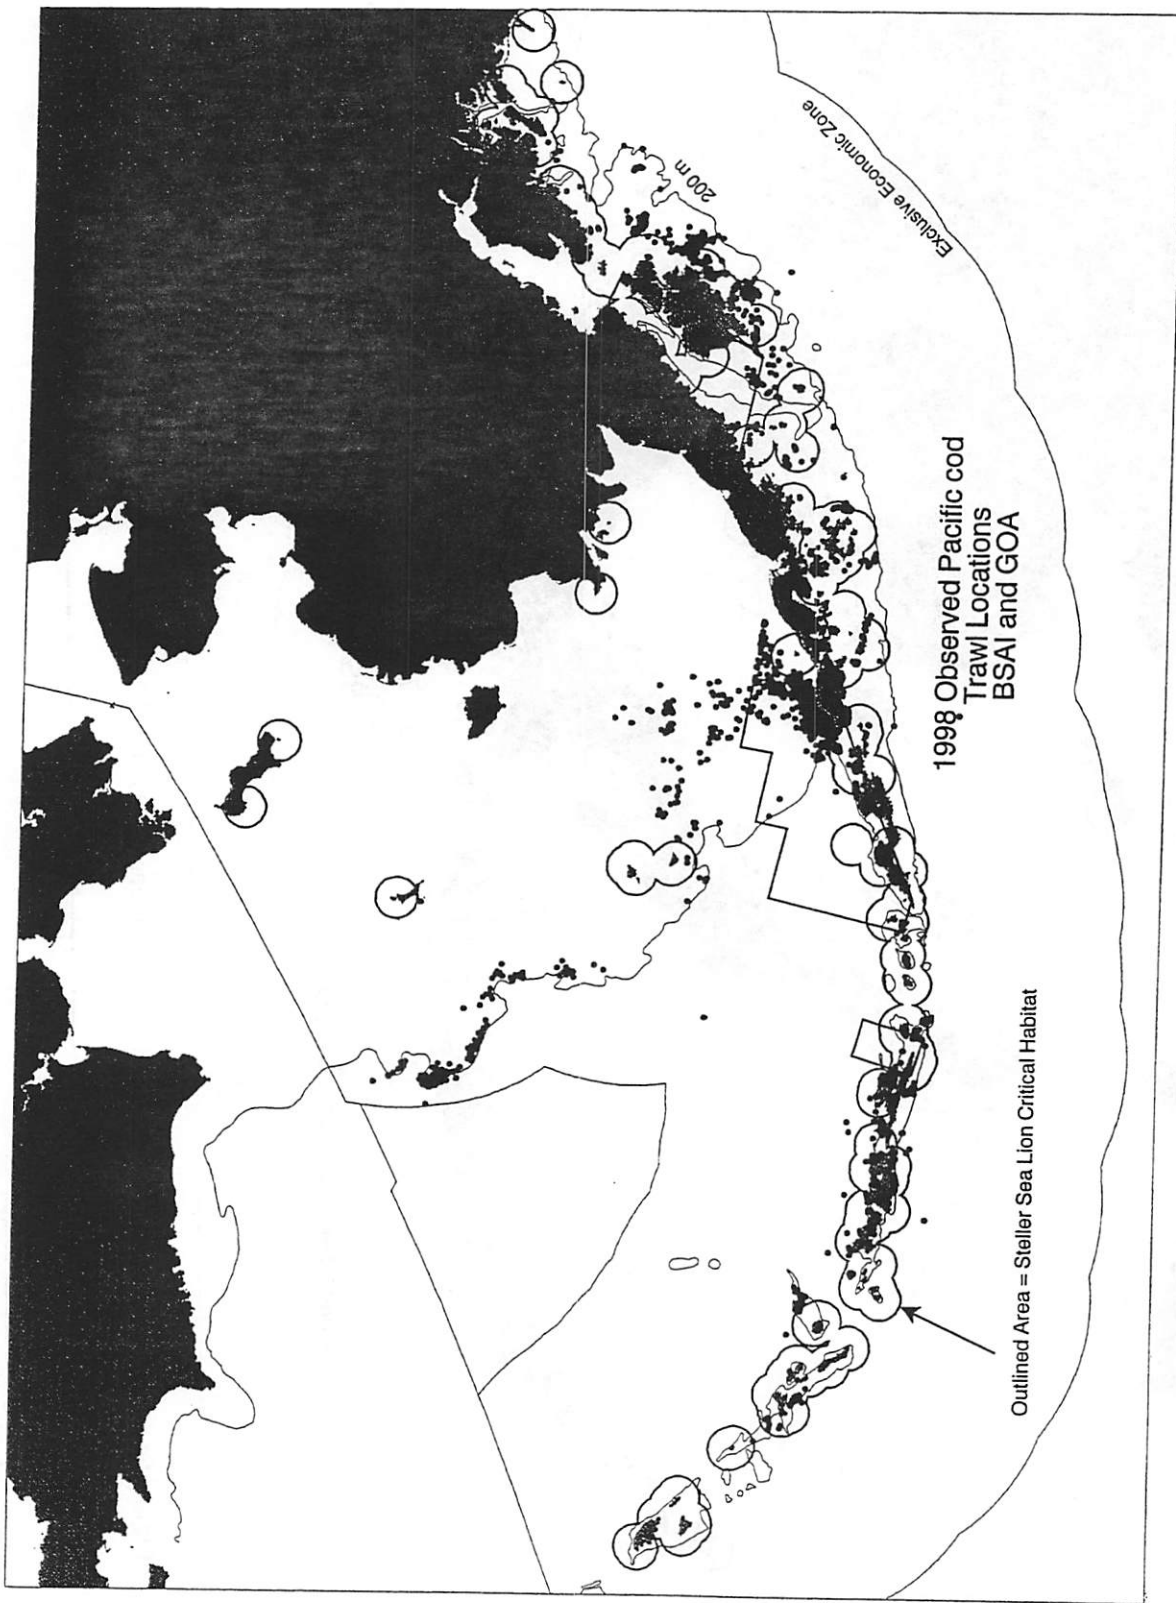 Exclusive Economic Zone
200 m
1998 Observed Pacific cod
Trawl Locations
BSAI and GOA
Outlined Area = Steller Sea Lion Critical Habitat